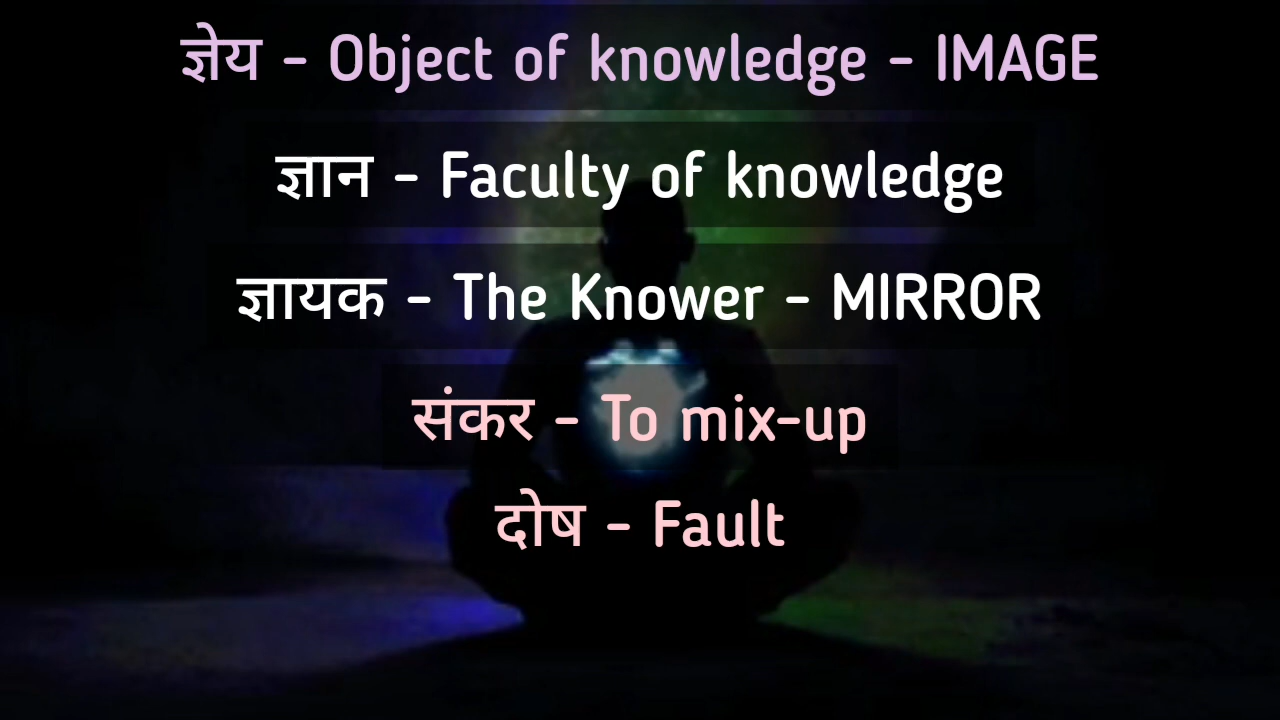 ज्ञेय - Object of knowledge - IMAGE
ज्ञान - Faculty of knowledge
ज्ञायक - The Knower - MIRROR
संकर - To mix-up
दोष - Fault